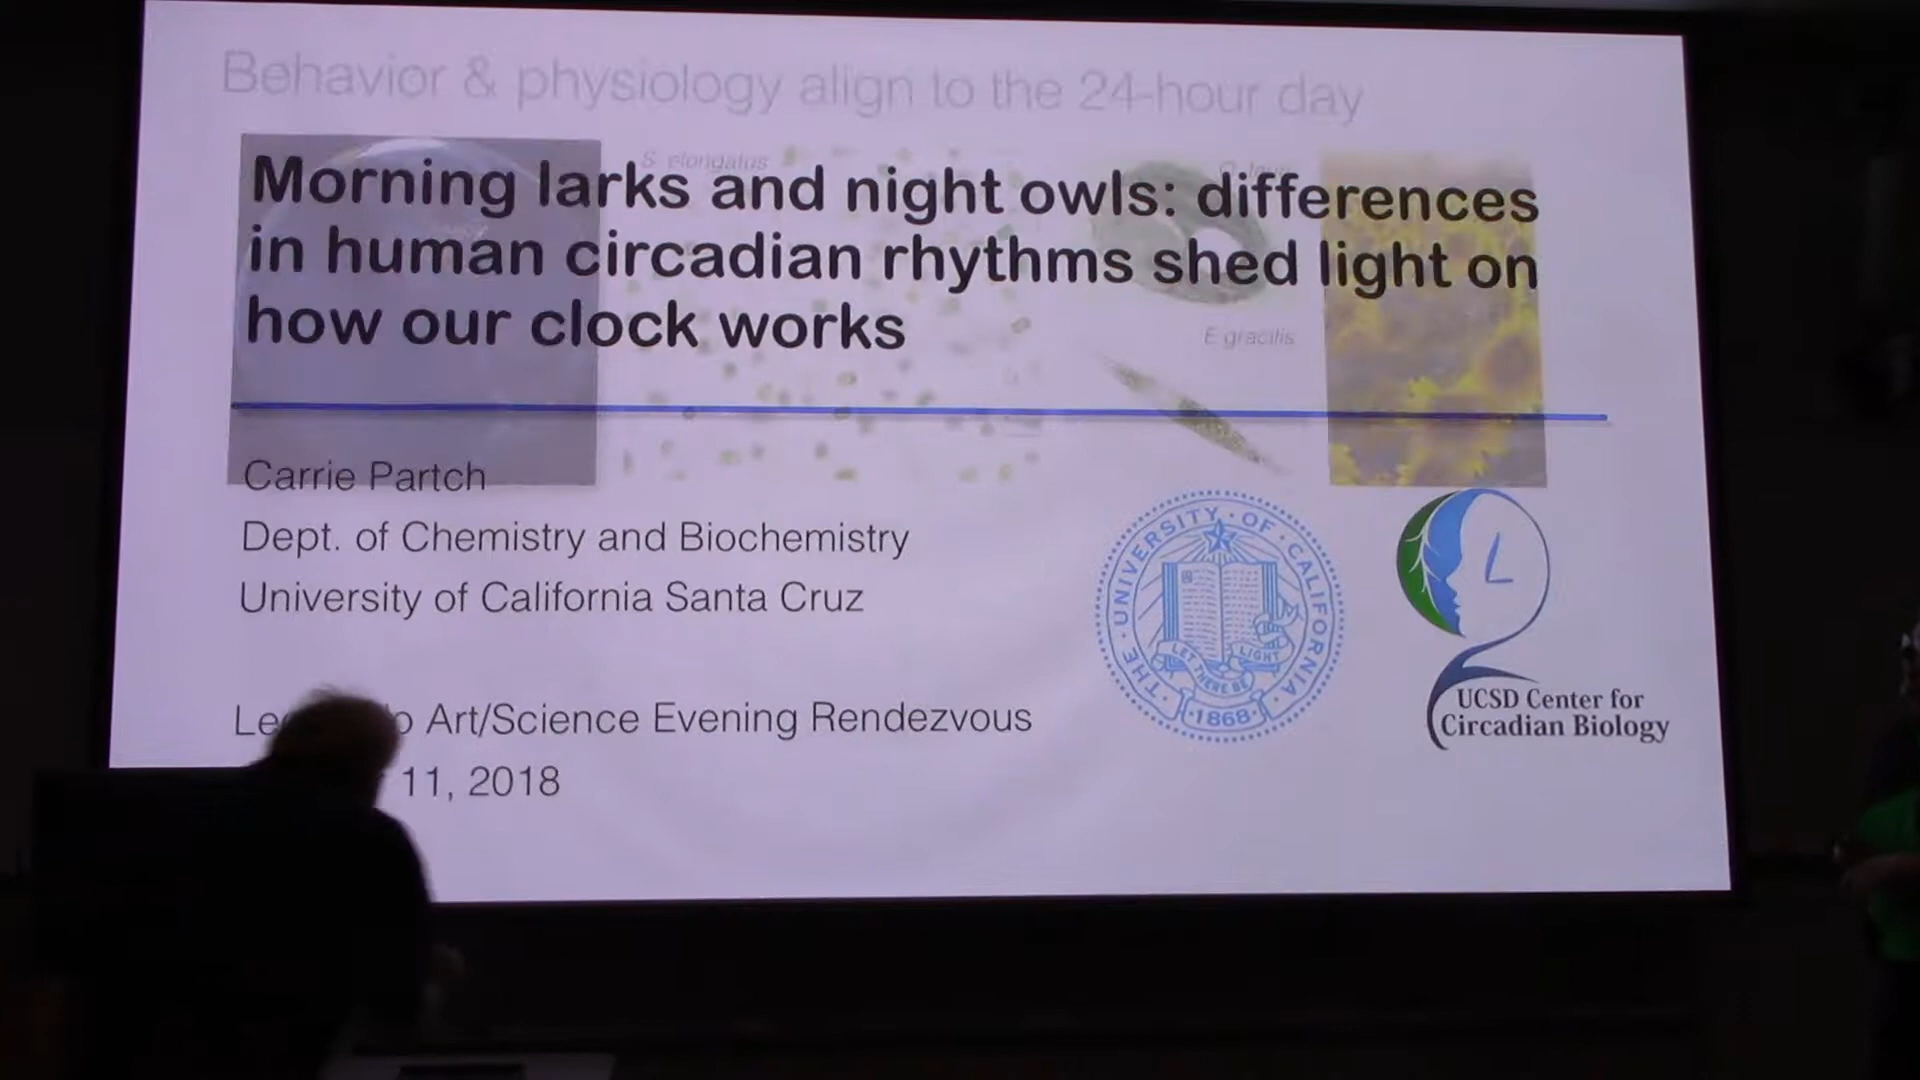 Behavior & physiology align to the 24-hour day
S. elongatus
Morning larks and night owls: differences
in human circadian rhythms shed light on
how our clock works
E gracilis
Carrie Partch
Dept. of Chemistry and Biochemistry
University of California Santa Cruz
Art/Science Evening Rendezvous
11, 2018
THE · UNIVERSITY · OF · CALIFORNIA
LET THERE BE LIGHT
· 1868 ·
UCSD Center for
Circadian Biology